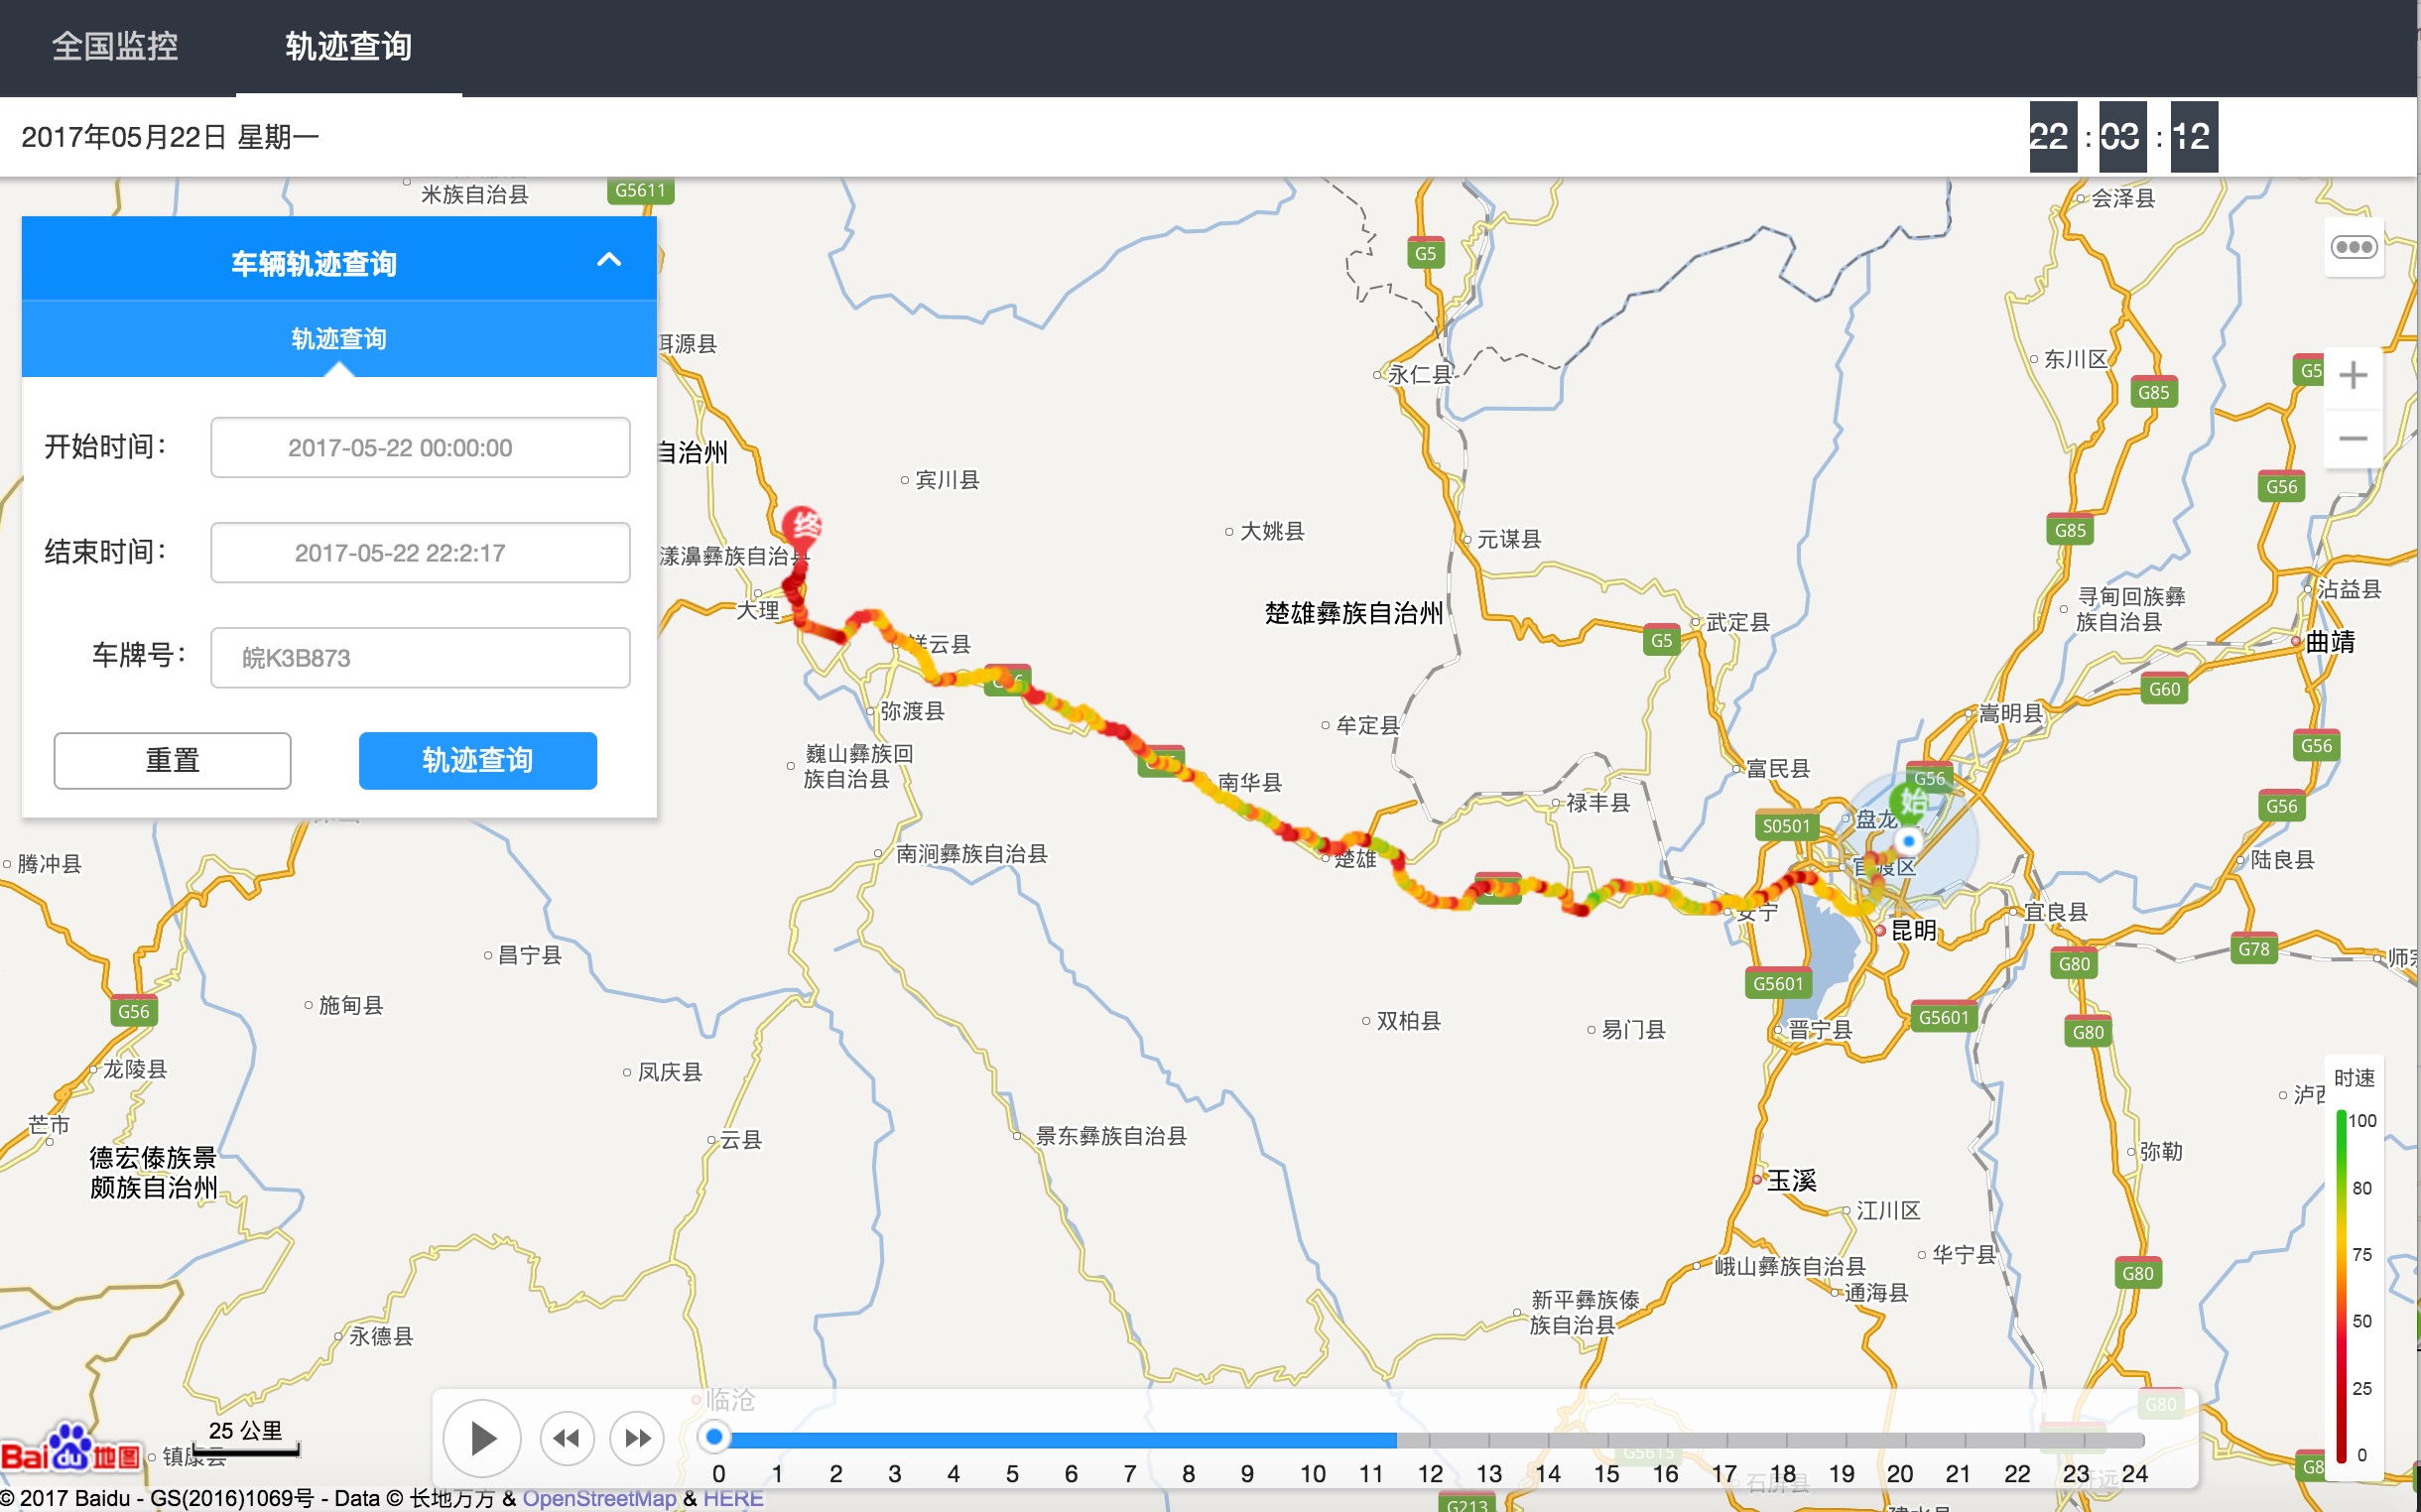 全国监控
轨迹查询
2017年05月22日 星期一
22 : 03 : 12
米族自治县
G5611
会泽县
车辆轨迹查询
G5
轨迹查询
洱源县
东川区
永仁县
G5
G85
开始时间：
2017-05-22 00:00:00
自治州
宾川县
G56
终
大姚县
元谋县
G85
结束时间：
2017-05-22 22:2:17
漾濞彝族自治县
沾益县
大理
楚雄彝族自治州
武定县
寻甸回族彝
族自治县
G5
曲靖
车牌号：
皖K3B873
祥云县
G60
弥渡县
牟定县
嵩明县
G56
重置
轨迹查询
巍山彝族回
族自治县
南华县
富民县
G56
始
禄丰县
G56
S0501
盘龙
腾冲县
南涧彝族自治县
楚雄
官渡区
陆良县
安宁
宜良县
昆明
昌宁县
G78
师宗
G80
G5601
施甸县
G56
双柏县
易门县
晋宁县
G5601
G80
龙陵县
凤庆县
时速
泸西
芒市
100
云县
景东彝族自治县
弥勒
德宏傣族景
颇族自治州
80
玉溪
江川区
75
华宁县
峨山彝族自治县
G80
通海县
新平彝族傣
族自治县
50
永德县
25
临沧
G80
25 公里
Bai du 地图
镇康县
G5615
G8
0
0 1 2 3 4 5 6 7 8 9 10 11 12 13 14 15 16 17 18 19 20 21 22 23 24
石屏县
开远
© 2017 Baidu - GS(2016)1069号 - Data © 长地万方 & OpenStreetMap & HERE
G213
建水县